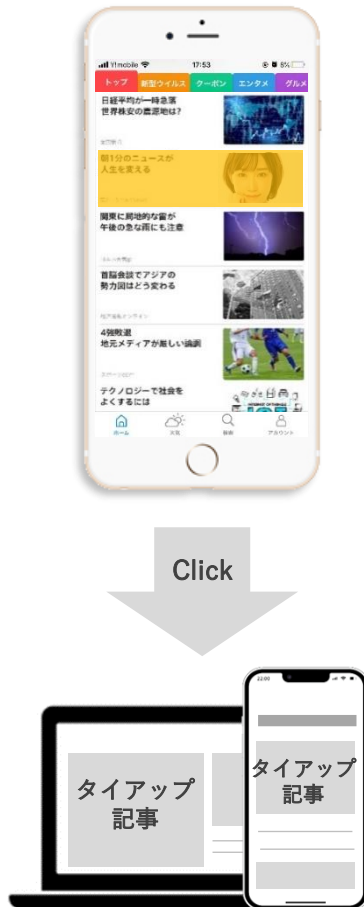 Y!mobile 17:53 8%
トップ 新型ウイルス クーポン エンタメ グルメ
日経平均が一時急落
世界株安の震源地は?
朝1分のニュースが
人生を変える
関東に局地的な雷が
午後の急な雨にも注意
首脳会談でアジアの
勢力図はどう変わる
4強敗退
地元メディアが厳しい論調
テクノロジーで社会を
よくするには
ホーム 天気 検索 アカウント
Click
22:00
タイアップ
記事
タイアップ
記事